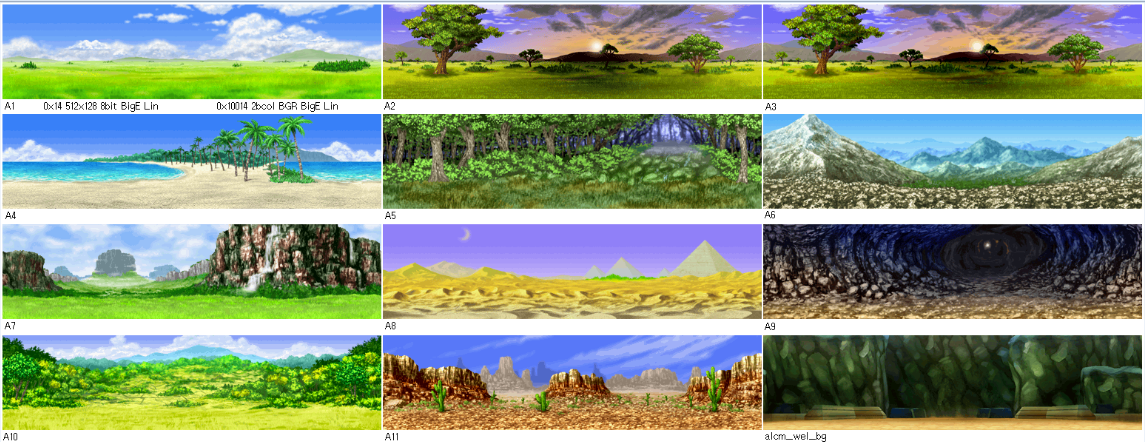 A1 0x14 512x128 8bit BigE Lin 0x10014 2bcol BGR BigE Lin
A2
A3
A4
A5
A6
A7
A8
A9
A10
A11
alcm_wel_bg